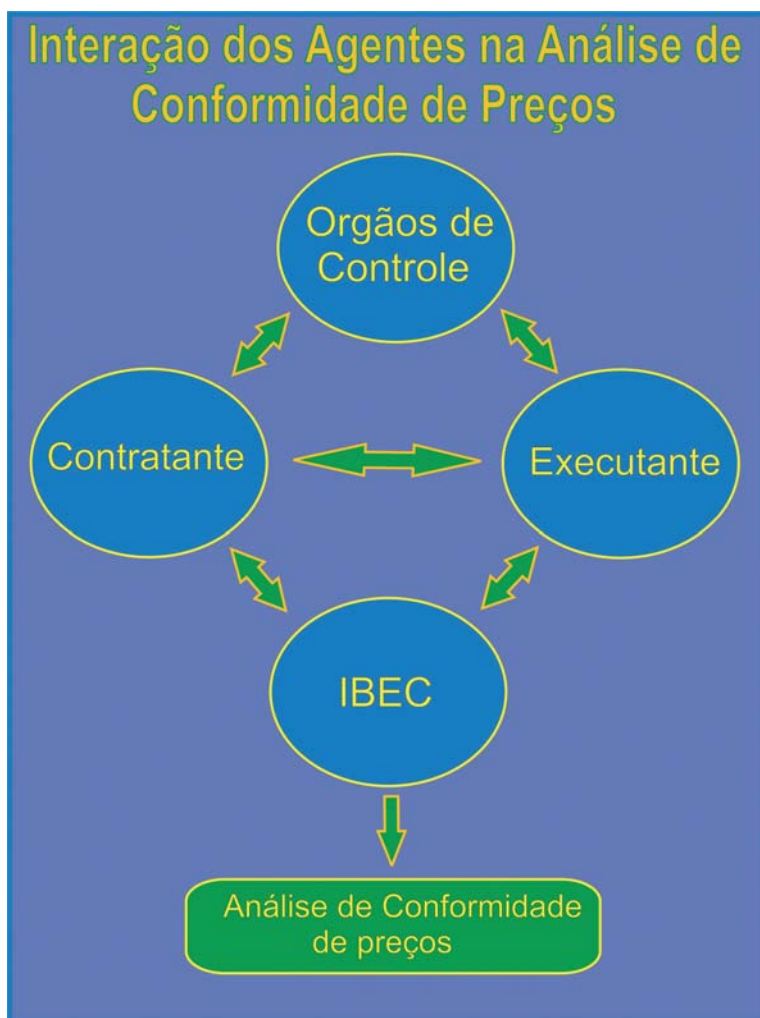 Interação dos Agentes na Análise de
Conformidade de Preços
Orgãos de
Controle
Contratante
Executante
IBEC
Análise de Conformidade
de preços